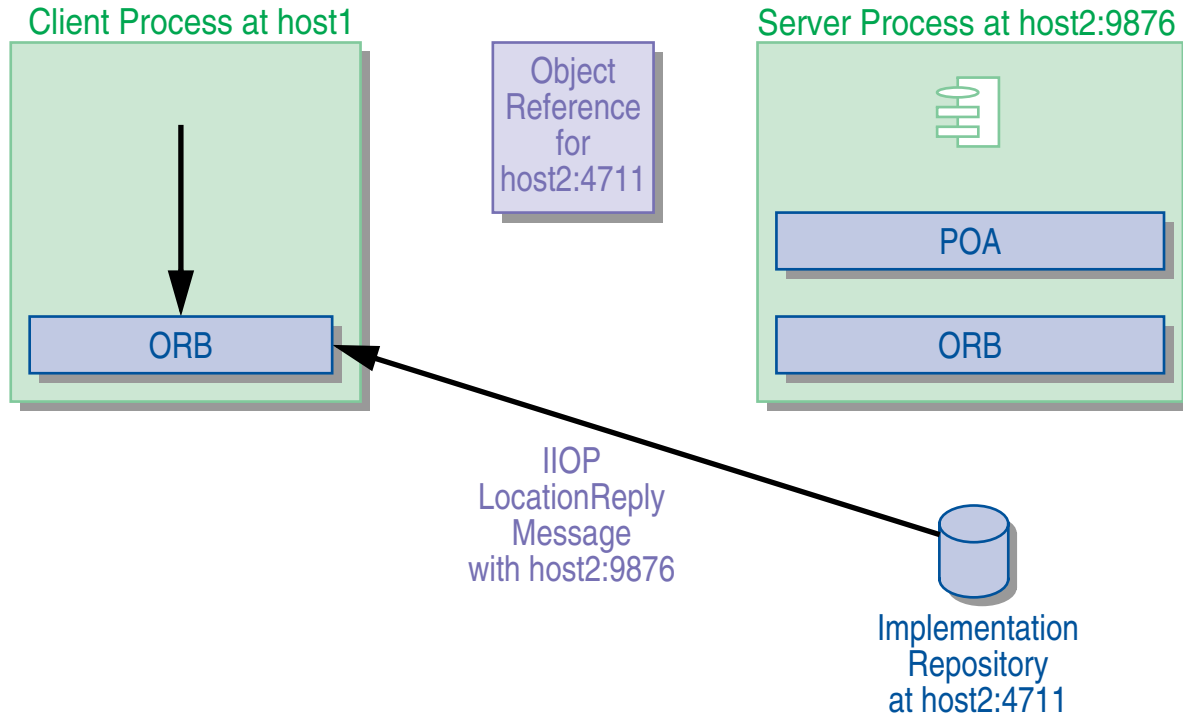 Client Process at host1
Server Process at host2:9876
Object
Reference
for
host2:4711
POA
ORB
ORB
IIOP
LocationReply
Message
with host2:9876
Implementation
Repository
at host2:4711